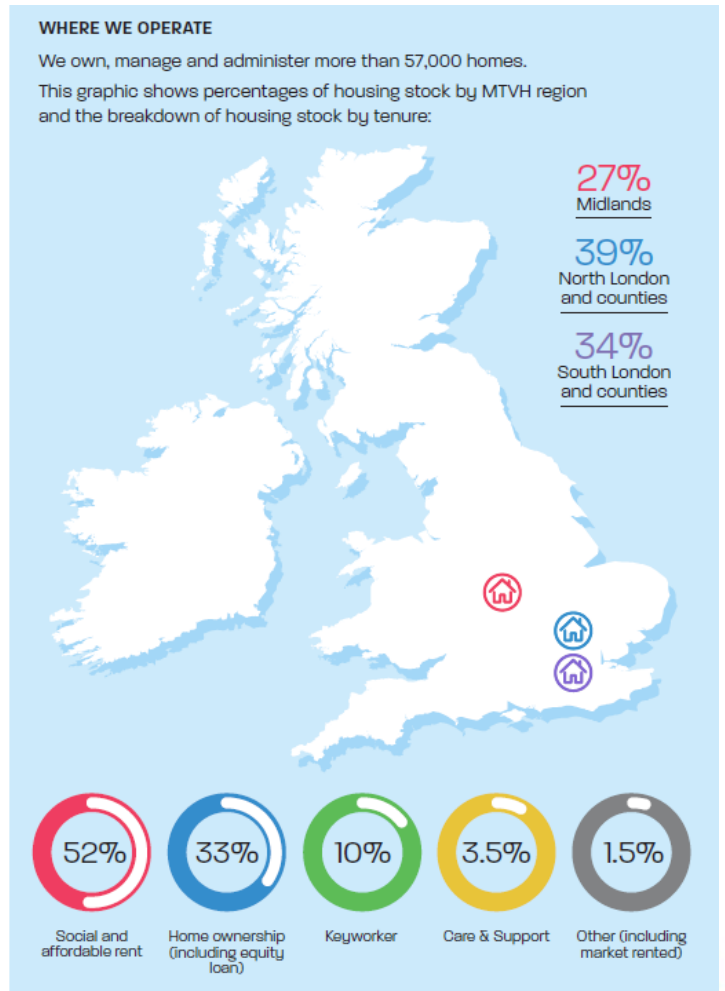 WHERE WE OPERATE
We own, manage and administer more than 57,000 homes.
This graphic shows percentages of housing stock by MTVH region
and the breakdown of housing stock by tenure:
27%
Midlands
39%
North London
and counties
34%
South London
and counties
52%
Social and
affordable rent
33%
Home ownership
(including equity
loan)
10%
Keyworker
3.5%
Care & Support
1.5%
Other (including
market rented)